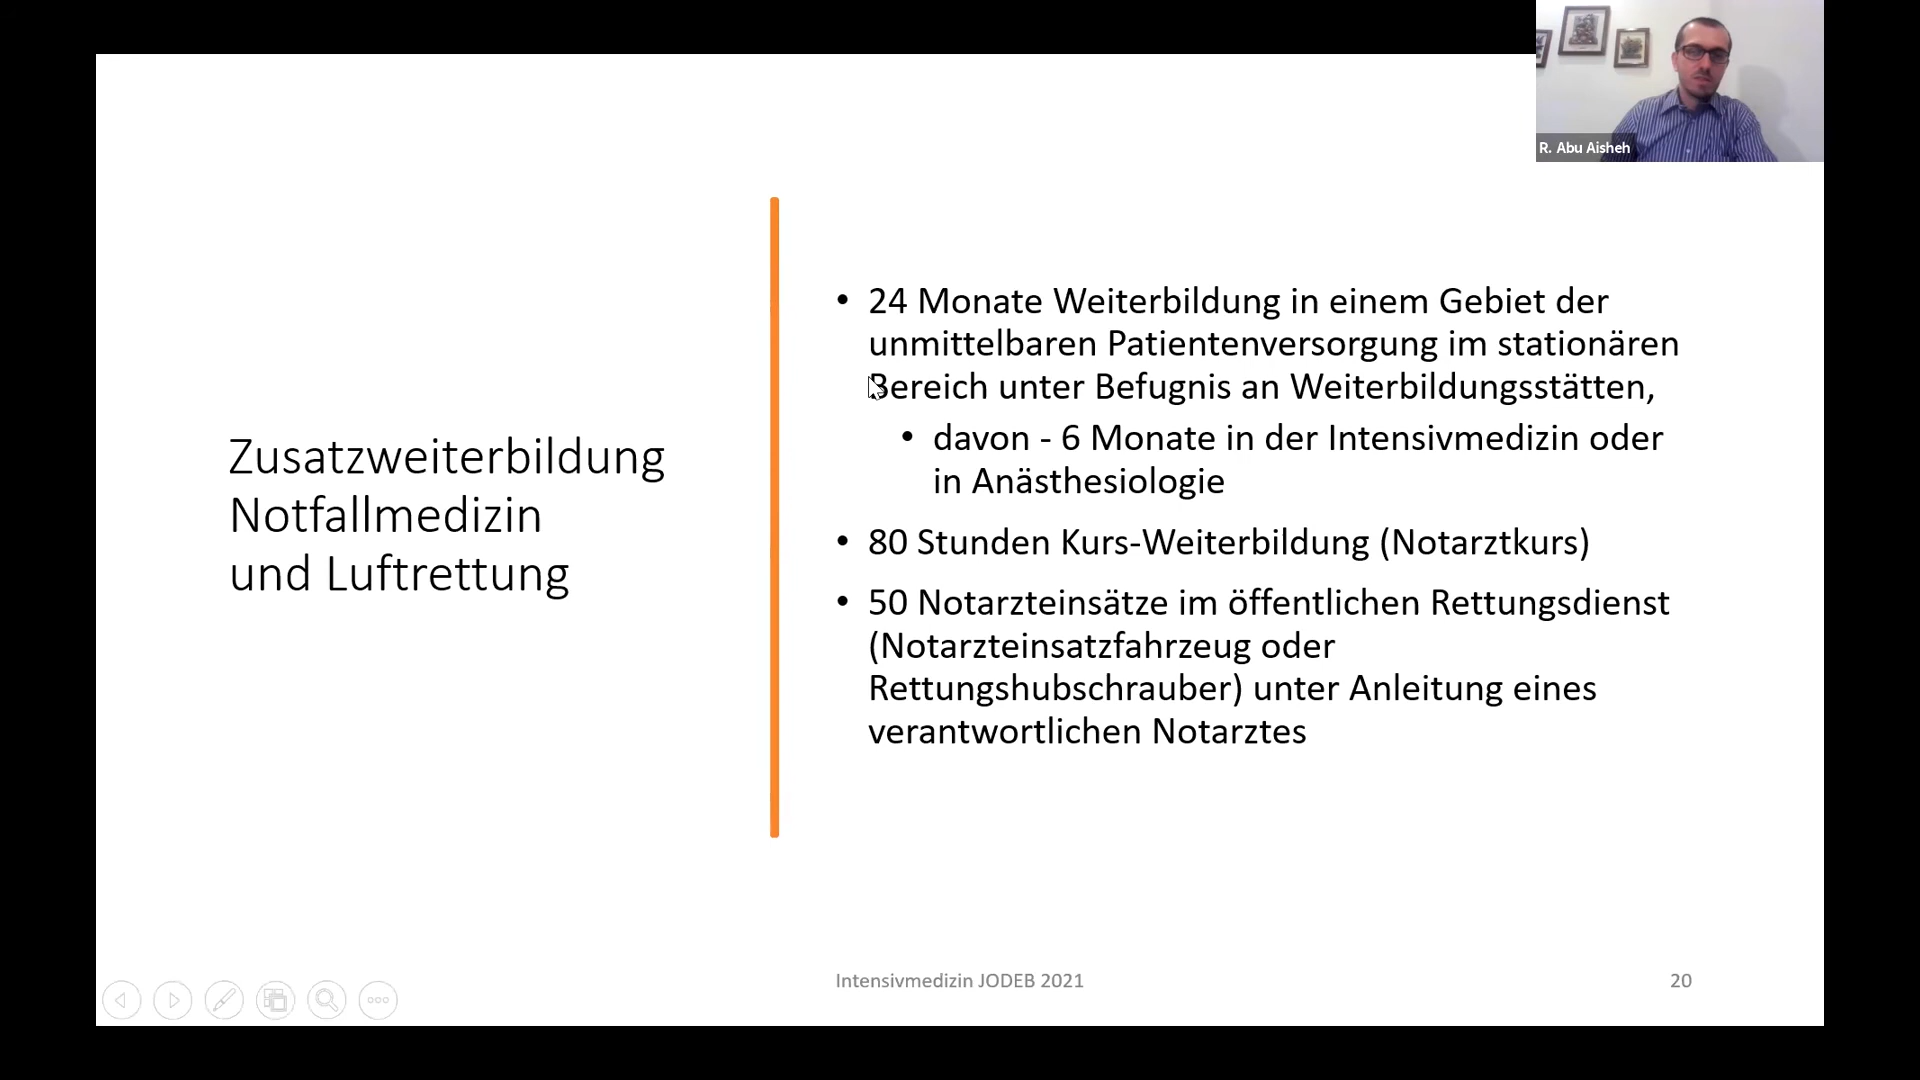 R. Abu Aisheh
Zusatzweiterbildung
Notfallmedizin
und Luftrettung
• 24 Monate Weiterbildung in einem Gebiet der
unmittelbaren Patientenversorgung im stationären
Bereich unter Befugnis an Weiterbildungsstätten,
• davon - 6 Monate in der Intensivmedizin oder
in Anästhesiologie
• 80 Stunden Kurs-Weiterbildung (Notarztkurs)
• 50 Notarzteinsätze im öffentlichen Rettungsdienst
(Notarzteinsatzfahrzeug oder
Rettungshubschrauber) unter Anleitung eines
verantwortlichen Notarztes
Intensivmedizin JODEB 2021
20